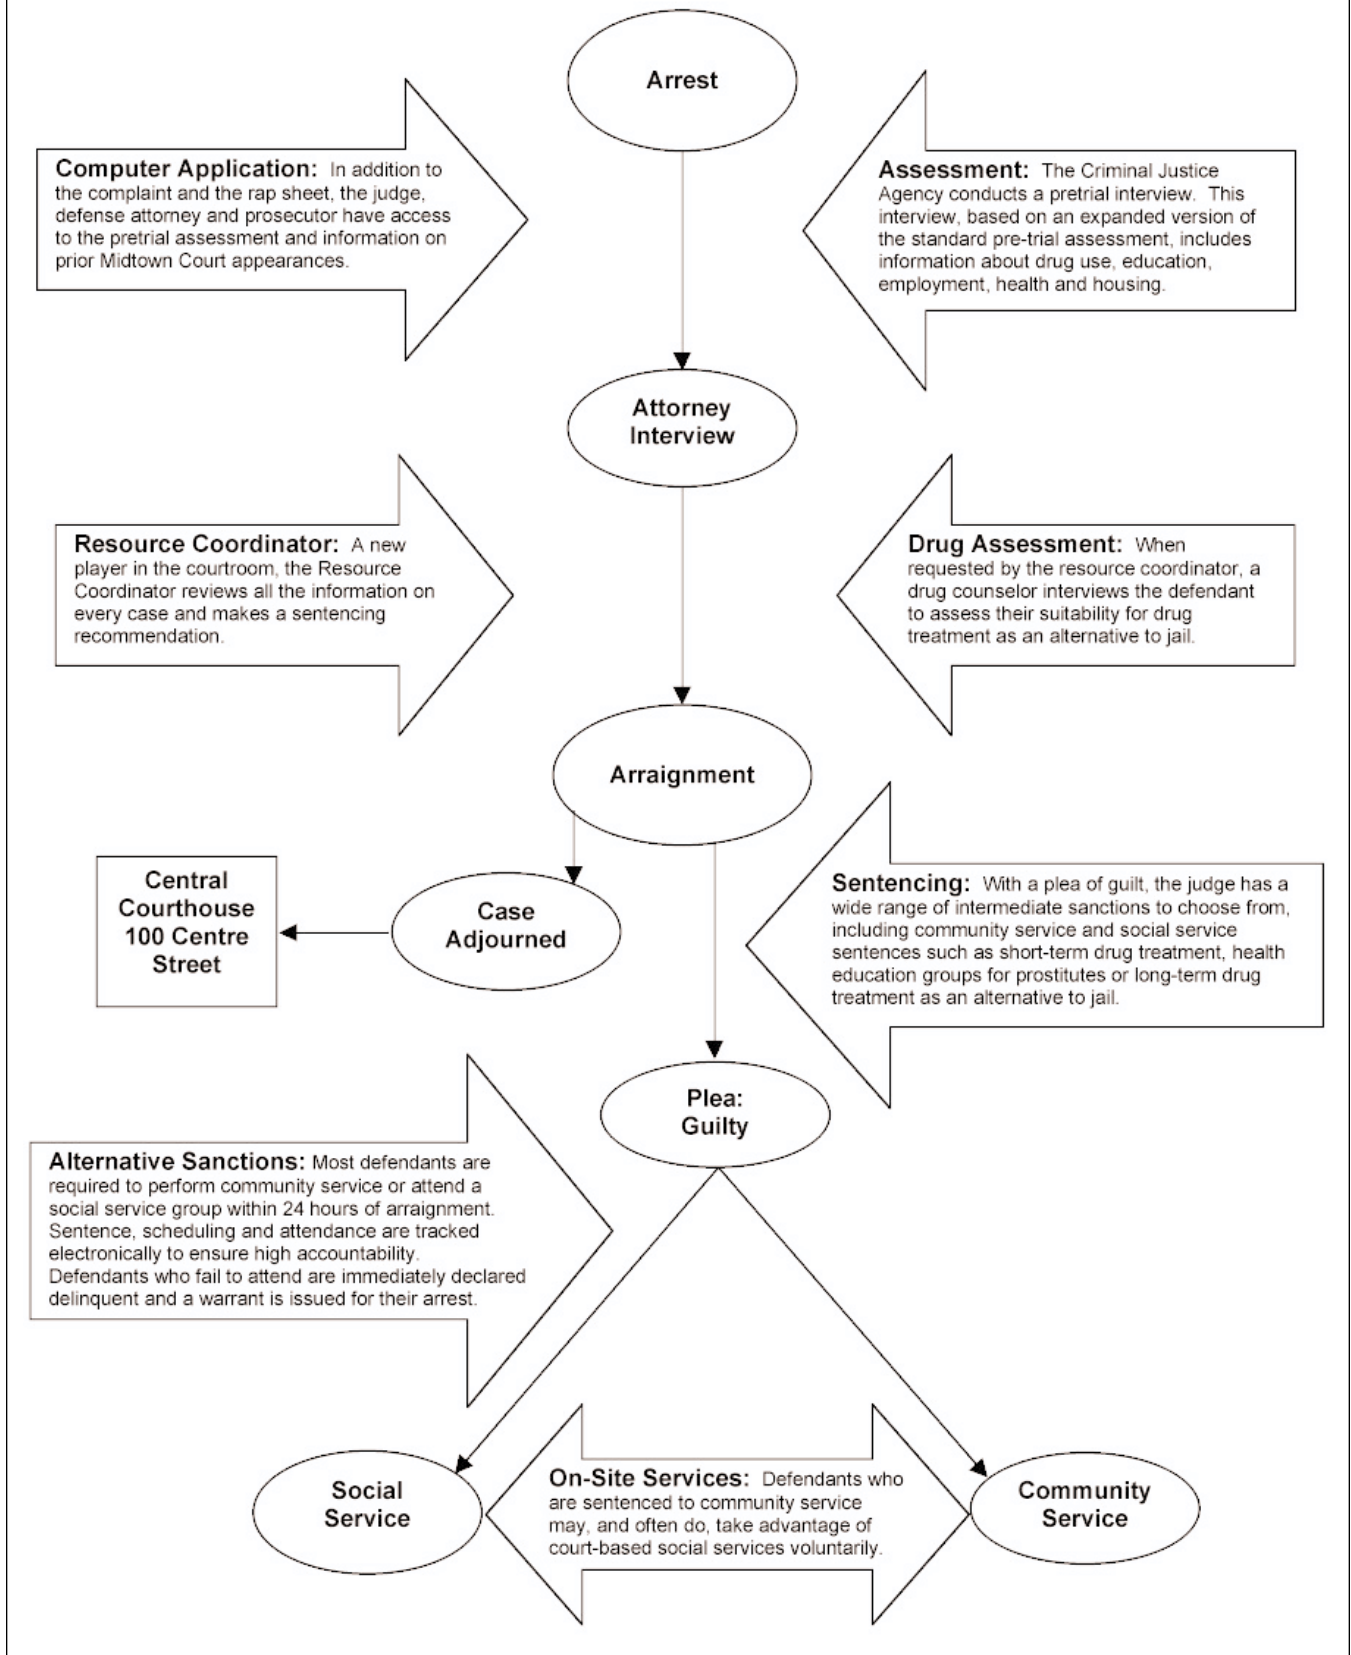 Arrest
Computer Application: In addition to
the complaint and the rap sheet, the judge,
defense attorney and prosecutor have access
to the pretrial assessment and information on
prior Midtown Court appearances.
Assessment: The Criminal Justice
Agency conducts a pretrial interview. This
interview, based on an expanded version of
the standard pre-trial assessment, includes
information about drug use, education,
employment, health and housing.
Attorney
Interview
Resource Coordinator: A new
player in the courtroom, the Resource
Coordinator reviews all the information on
every case and makes a sentencing
recommendation.
Drug Assessment: When
requested by the resource coordinator, a
drug counselor interviews the defendant
to assess their suitability for drug
treatment as an alternative to jail.
Arraignment
Central
Courthouse
100 Centre
Street
Case
Adjourned
Sentencing: With a plea of guilt, the judge has a
wide range of intermediate sanctions to choose from,
including community service and social service
sentences such as short-term drug treatment, health
education groups for prostitutes or long-term drug
treatment as an alternative to jail.
Plea:
Guilty
Alternative Sanctions: Most defendants are
required to perform community service or attend a
social service group within 24 hours of arraignment.
Sentence, scheduling and attendance are tracked
electronically to ensure high accountability.
Defendants who fail to attend are immediately declared
delinquent and a warrant is issued for their arrest.
Social
Service
On-Site Services: Defendants who
are sentenced to community service
may, and often do, take advantage of
court-based social services voluntarily.
Community
Service